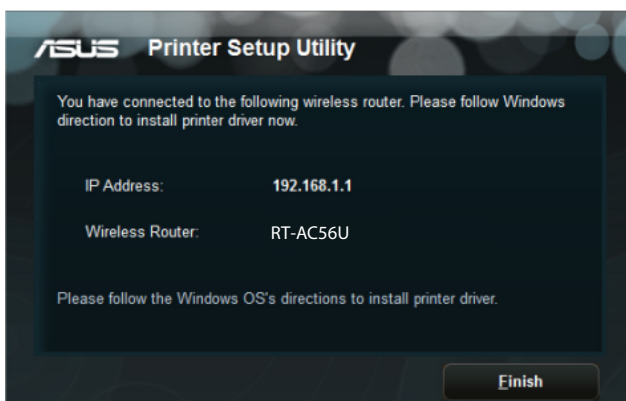 ASUS Printer Setup Utility
You have connected to the following wireless router. Please follow Windows
direction to install printer driver now.
IP Address: 192.168.1.1
Wireless Router: RT-AC56U
Please follow the Windows OS's directions to install printer driver.
Finish